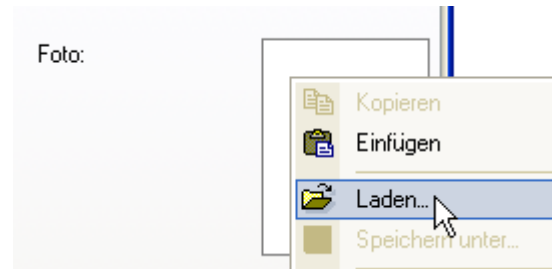 Foto:
Kopieren
Einfügen
Laden...
Speichern unter...